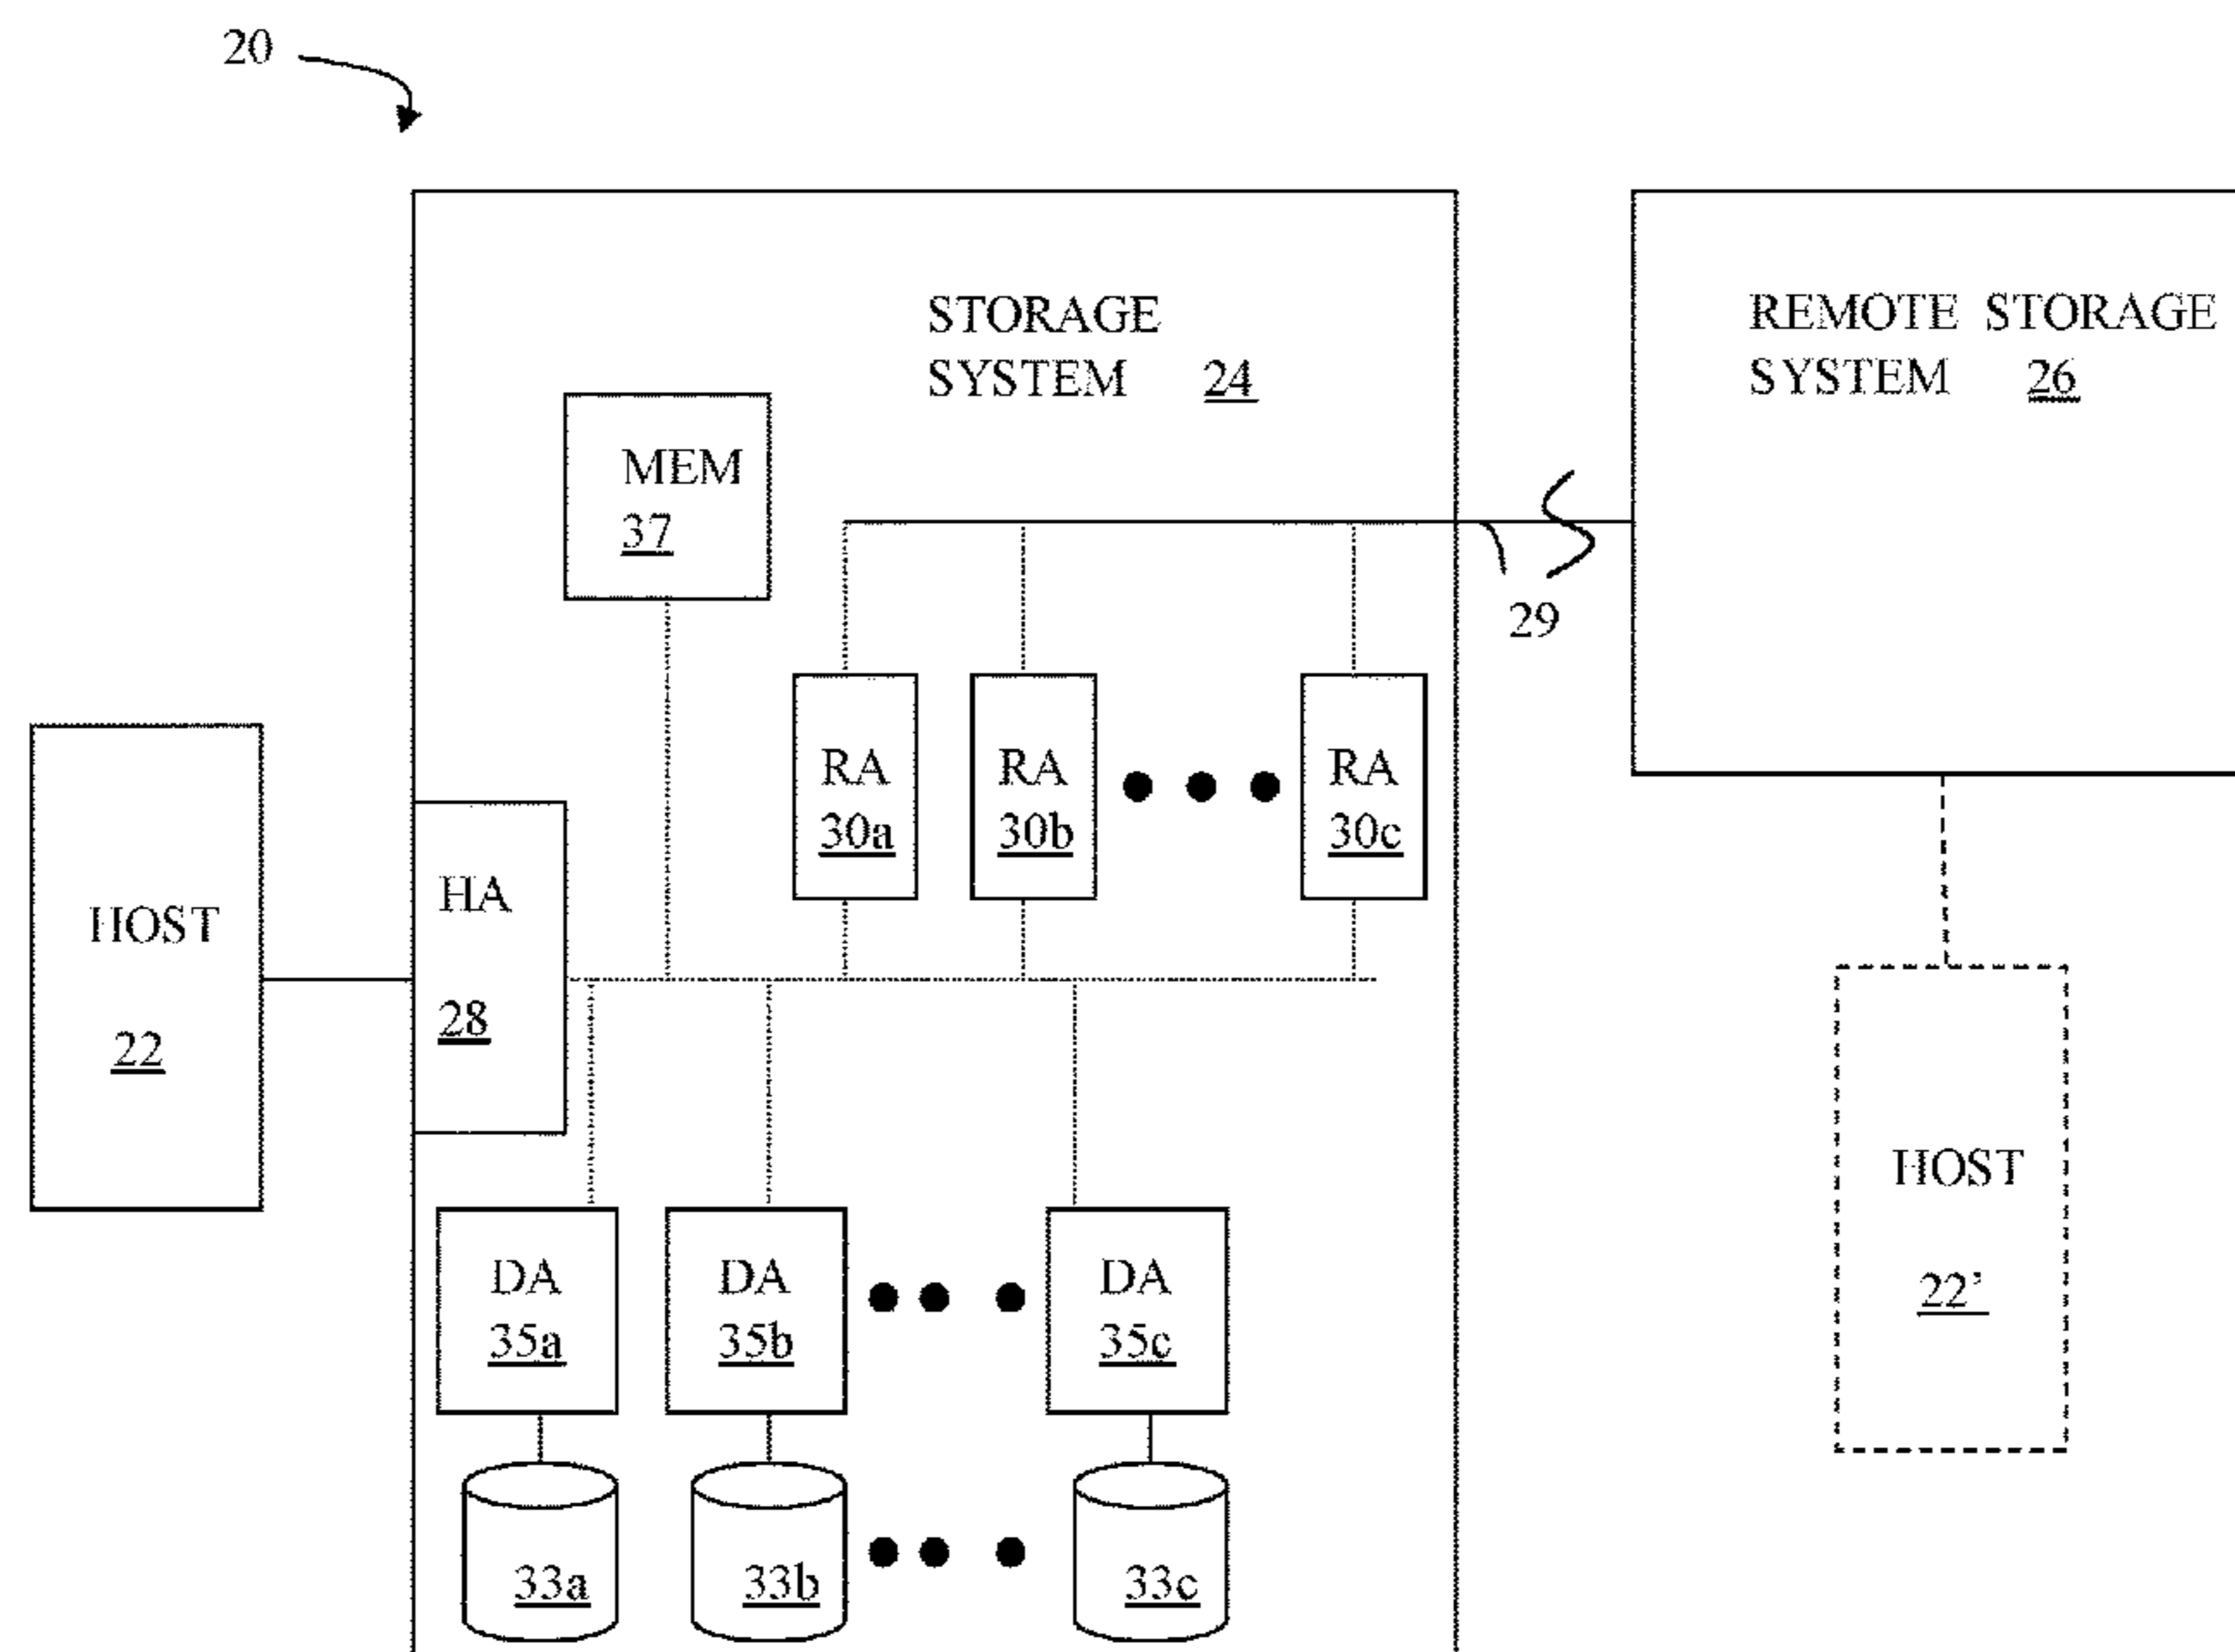 20
STORAGE
SYSTEM 24
REMOTE STORAGE
SYSTEM 26
MEM
37
29
RA
30a
RA
30b
RA
30c
HA
28
HOST
22
HOST
22'
DA
35a
DA
35b
DA
35c
33a
33b
33c